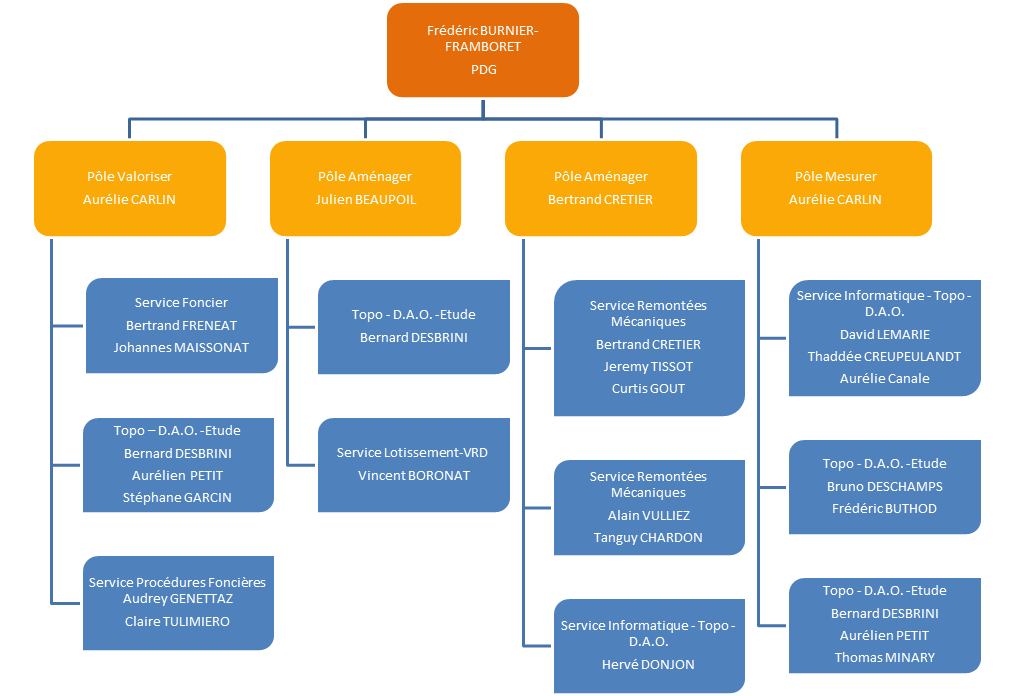 Frédéric BURNIER-
FRAMBORET
PDG
Pôle Valoriser
Aurélie CARLIN
Pôle Aménager
Julien BEAUPOIL
Pôle Aménager
Bertrand CRETIER
Pôle Mesurer
Aurélie CARLIN
Service Foncier
Bertrand FRENEAT
Johannes MAISSONAT
Topo – D.A.O. -Etude
Bernard DESBRINI
Aurélien PETIT
Stéphane GARCIN
Service Procédures Foncières
Audrey GENETTAZ
Claire TULIMIERO
Topo - D.A.O. -Etude
Bernard DESBRINI
Service Lotissement-VRD
Vincent BORONAT
Service Remontées
Mécaniques
Bertrand CRETIER
Jeremy TISSOT
Curtis GOUT
Service Remontées
Mécaniques
Alain VULLIEZ
Tanguy CHARDON
Service Informatique - Topo -
D.A.O.
Hervé DONJON
Service Informatique - Topo -
D.A.O.
David LEMARIE
Thaddée CREUPEULANDT
Aurélie Canale
Topo - D.A.O. -Etude
Bruno DESCHAMPS
Frédéric BUTHOD
Topo - D.A.O. -Etude
Bernard DESBRINI
Aurélien PETIT
Thomas MINARY